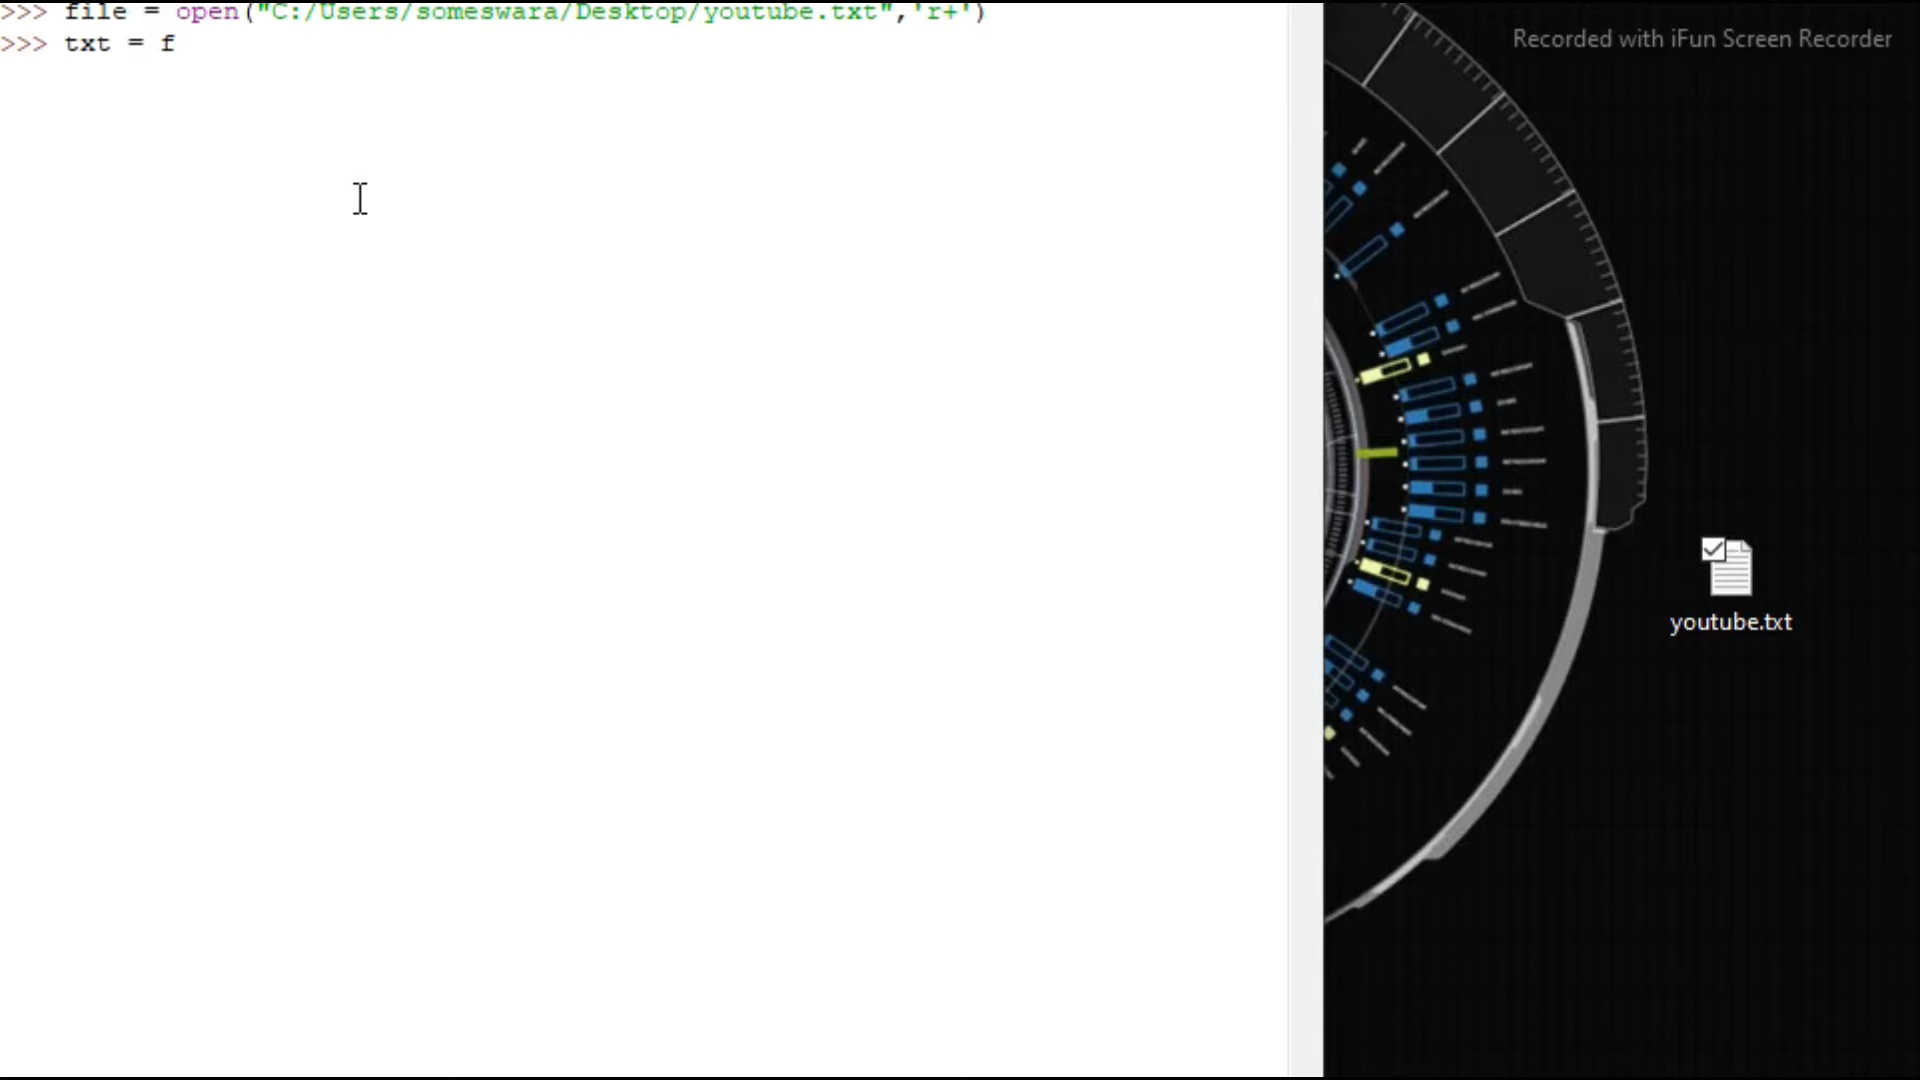 >>> file = open("C:/Users/someswara/Desktop/youtube.txt",'r+')
>>> txt = f
Recorded with iFun Screen Recorder
youtube.txt